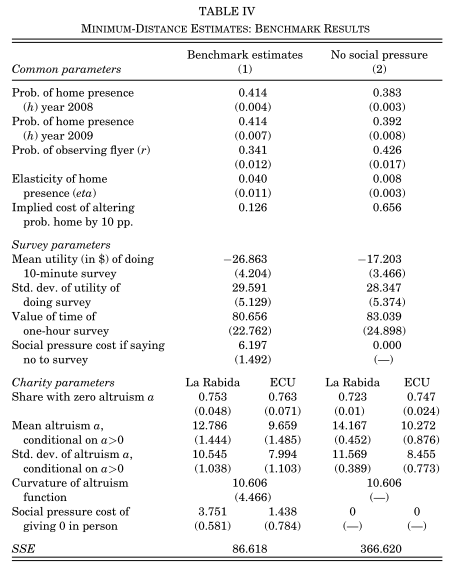 TABLE IV
MINIMUM-DISTANCE ESTIMATES: BENCHMARK RESULTS
Benchmark estimates No social pressure
Common parameters (1) (2)
Prob. of home presence 0.414 0.383
(h) year 2008 (0.004) (0.003)
Prob. of home presence 0.414 0.392
(h) year 2009 (0.007) (0.008)
Prob. of observing flyer (r) 0.341 0.426
(0.012) (0.017)
Elasticity of home 0.040 0.008
presence (eta) (0.011) (0.003)
Implied cost of altering 0.126 0.656
prob. home by 10 pp.
Survey parameters
Mean utility (in $) of doing −26.863 −17.203
10-minute survey (4.204) (3.466)
Std. dev. of utility of 29.591 28.347
doing survey (5.129) (5.374)
Value of time of 80.656 83.039
one-hour survey (22.762) (24.898)
Social pressure cost if saying 6.197 0.000
no to survey (1.492) (—)
Charity parameters La Rabida ECU La Rabida ECU
Share with zero altruism a 0.753 0.763 0.723 0.747
(0.048) (0.071) (0.01) (0.024)
Mean altruism a, 12.786 9.659 14.167 10.272
conditional on a>0 (1.444) (1.485) (0.452) (0.876)
Std. dev. of altruism a, 10.545 7.994 11.569 8.455
conditional on a>0 (1.038) (1.103) (0.389) (0.773)
Curvature of altruism 10.606 10.606
function (4.466) (—)
Social pressure cost of 3.751 1.438 0 0
giving 0 in person (0.581) (0.784) (—) (—)
SSE 86.618 366.620